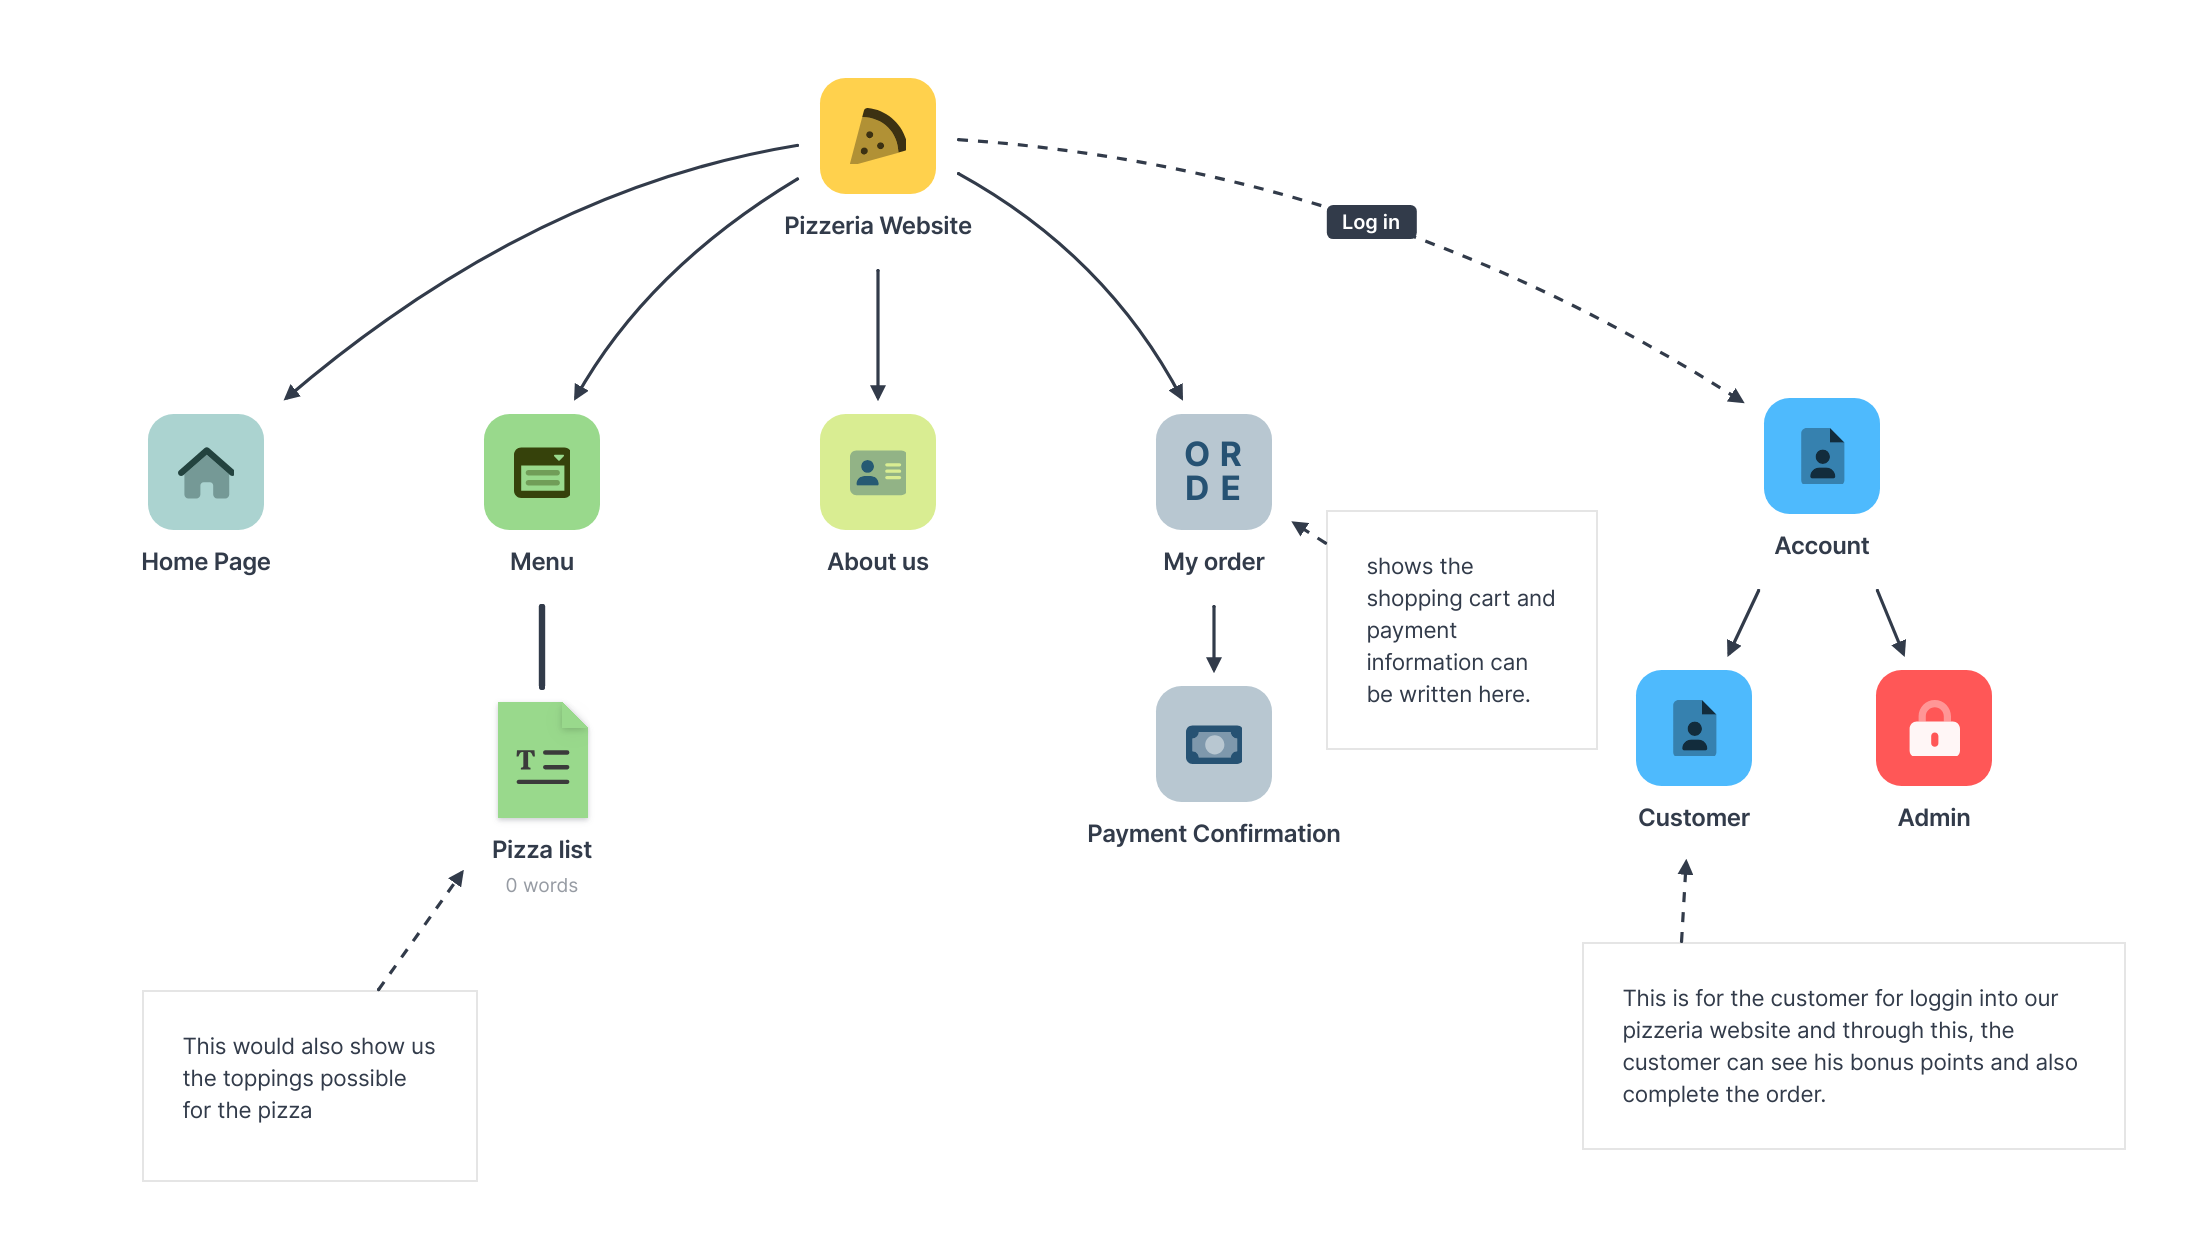 Pizzeria Website
Log in
Home Page
Menu
About us
O R
D E
My order
Account
shows the
shopping cart and
payment
information can
be written here.
T
Pizza list
0 words
Payment Confirmation
Customer
Admin
This would also show us
the toppings possible
for the pizza
This is for the customer for loggin into our
pizzeria website and through this, the
customer can see his bonus points and also
complete the order.